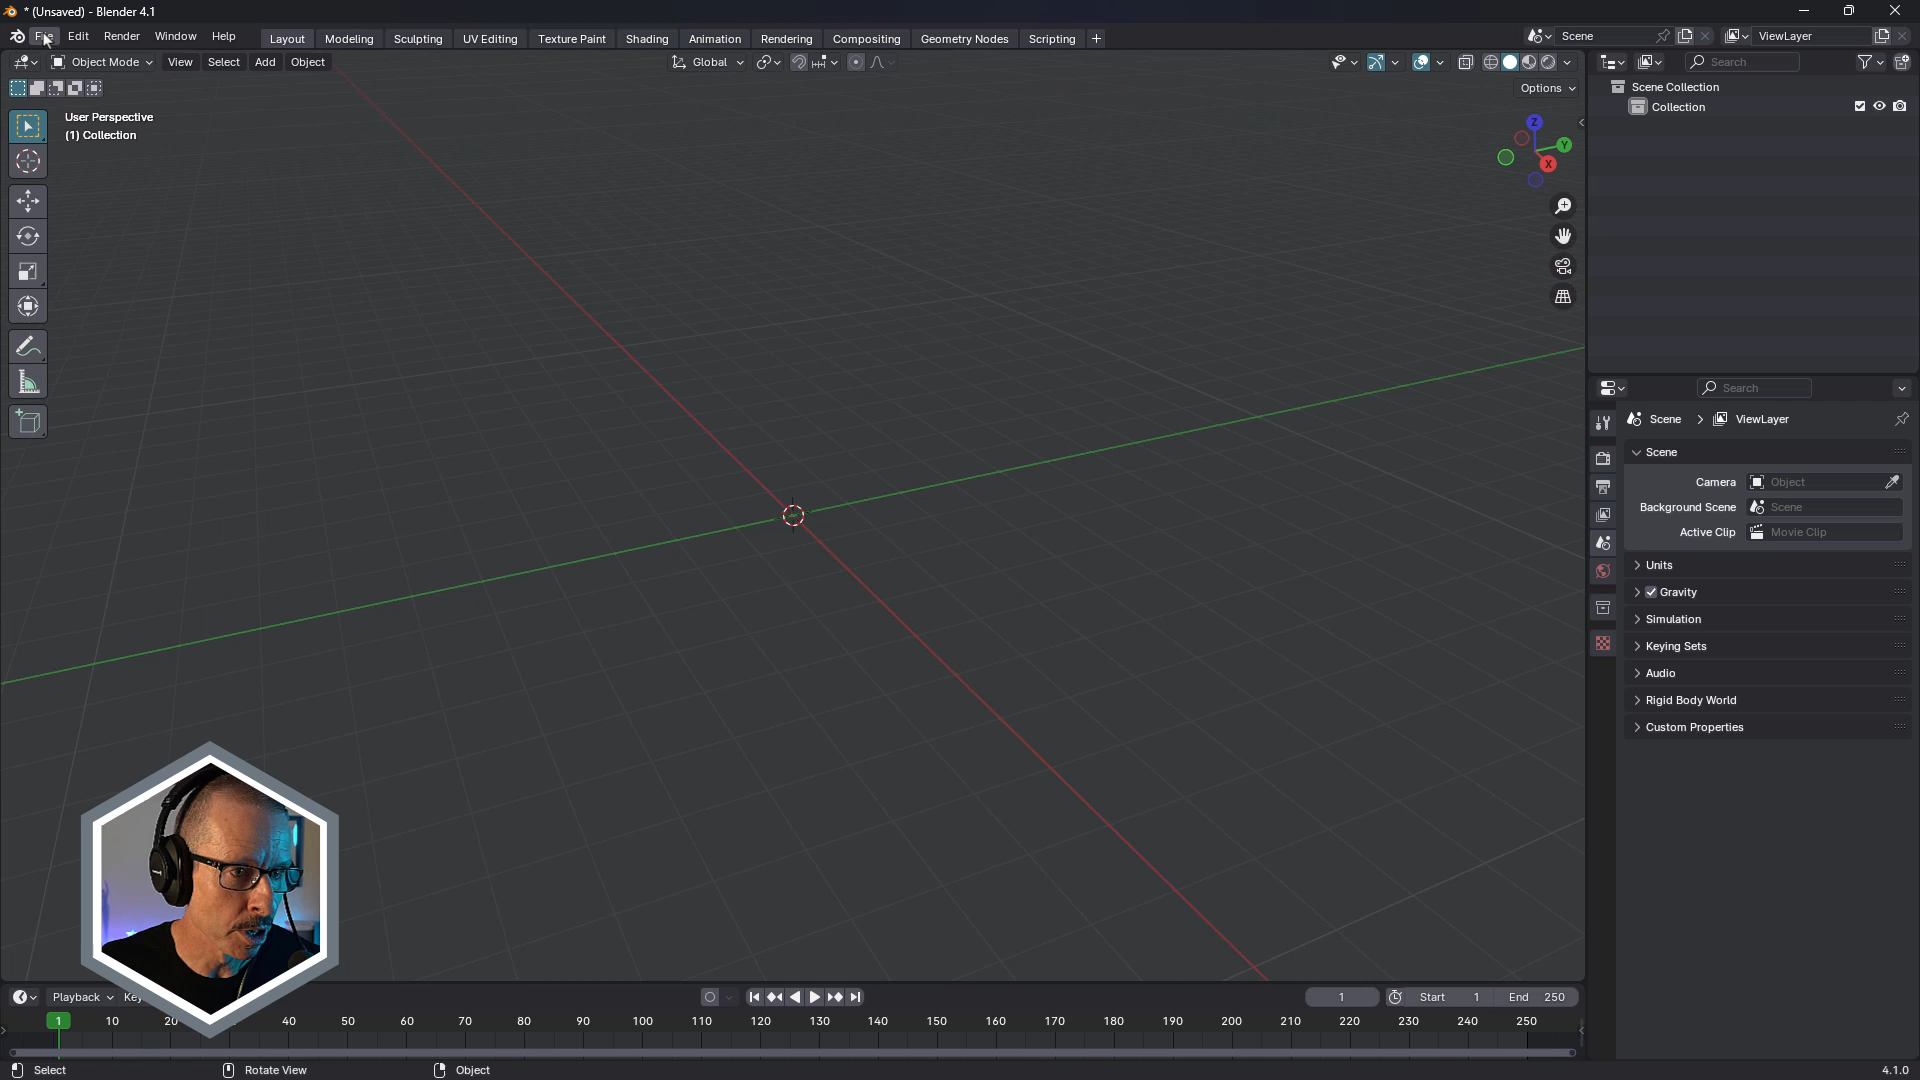 * (Unsaved) - Blender 4.1
File Edit Render Window Help Layout Modeling Sculpting UV Editing Texture Paint Shading Animation Rendering Compositing Geometry Nodes Scripting + Scene ViewLayer
Object Mode View Select Add Object Global Search
Options
User Perspective
(1) Collection
Z
Y
X
Scene Collection
Collection
Search
Scene > ViewLayer
Scene
Camera Object
Background Scene Scene
Active Clip Movie Clip
Units
Gravity
Simulation
Keying Sets
Audio
Rigid Body World
Custom Properties
Playback 1 Start 1 End 250
1 10 20 40 50 60 70 80 90 100 110 120 130 140 150 160 170 180 190 200 210 220 230 240 250
Select Rotate View Object 4.1.0